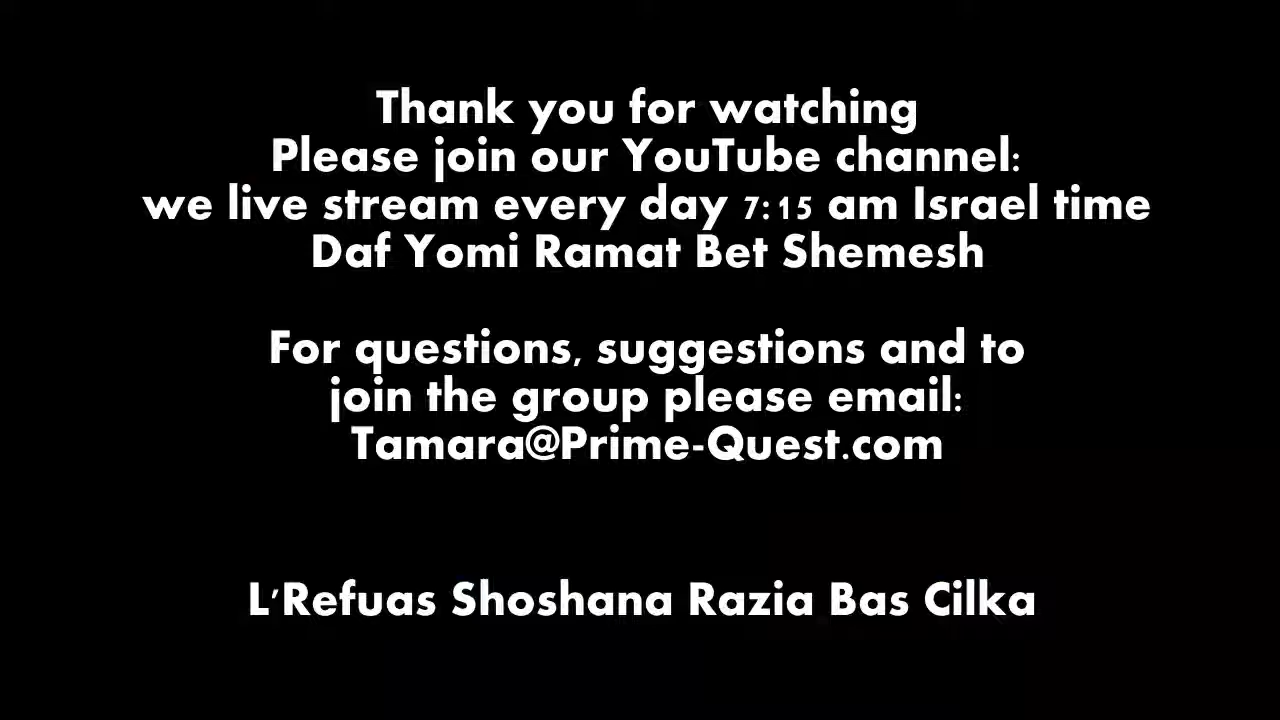 Thank you for watching
Please join our YouTube channel:
we live stream every day 7:15 am Israel time
Daf Yomi Ramat Bet Shemesh
For questions, suggestions and to
join the group please email:
Tamara@Prime-Quest.com
L'Refuas Shoshana Razia Bas Cilka